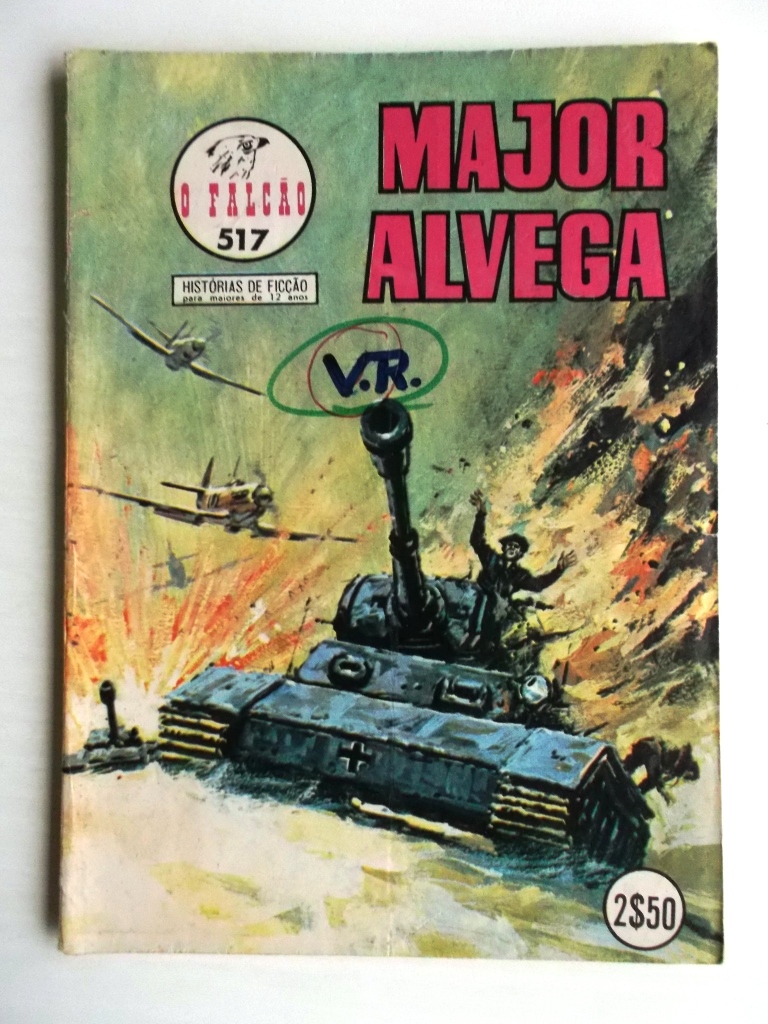 MAJOR
ALVEGA
O FALCÃO
517
HISTÓRIAS DE FICÇÃO
para maiores de 12 anos
V.R.
2$50